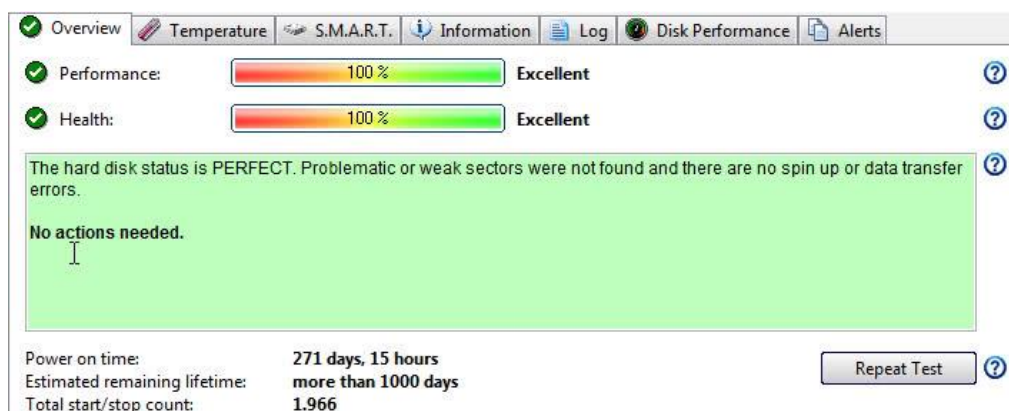 Overview Temperature S.M.A.R.T. Information Log Disk Performance Alerts
Performance: 100 % Excellent
Health: 100 % Excellent
The hard disk status is PERFECT. Problematic or weak sectors were not found and there are no spin up or data transfer
errors.
No actions needed.
Power on time: 271 days, 15 hours
Repeat Test
Estimated remaining lifetime: more than 1000 days
Total start/stop count: 1.966